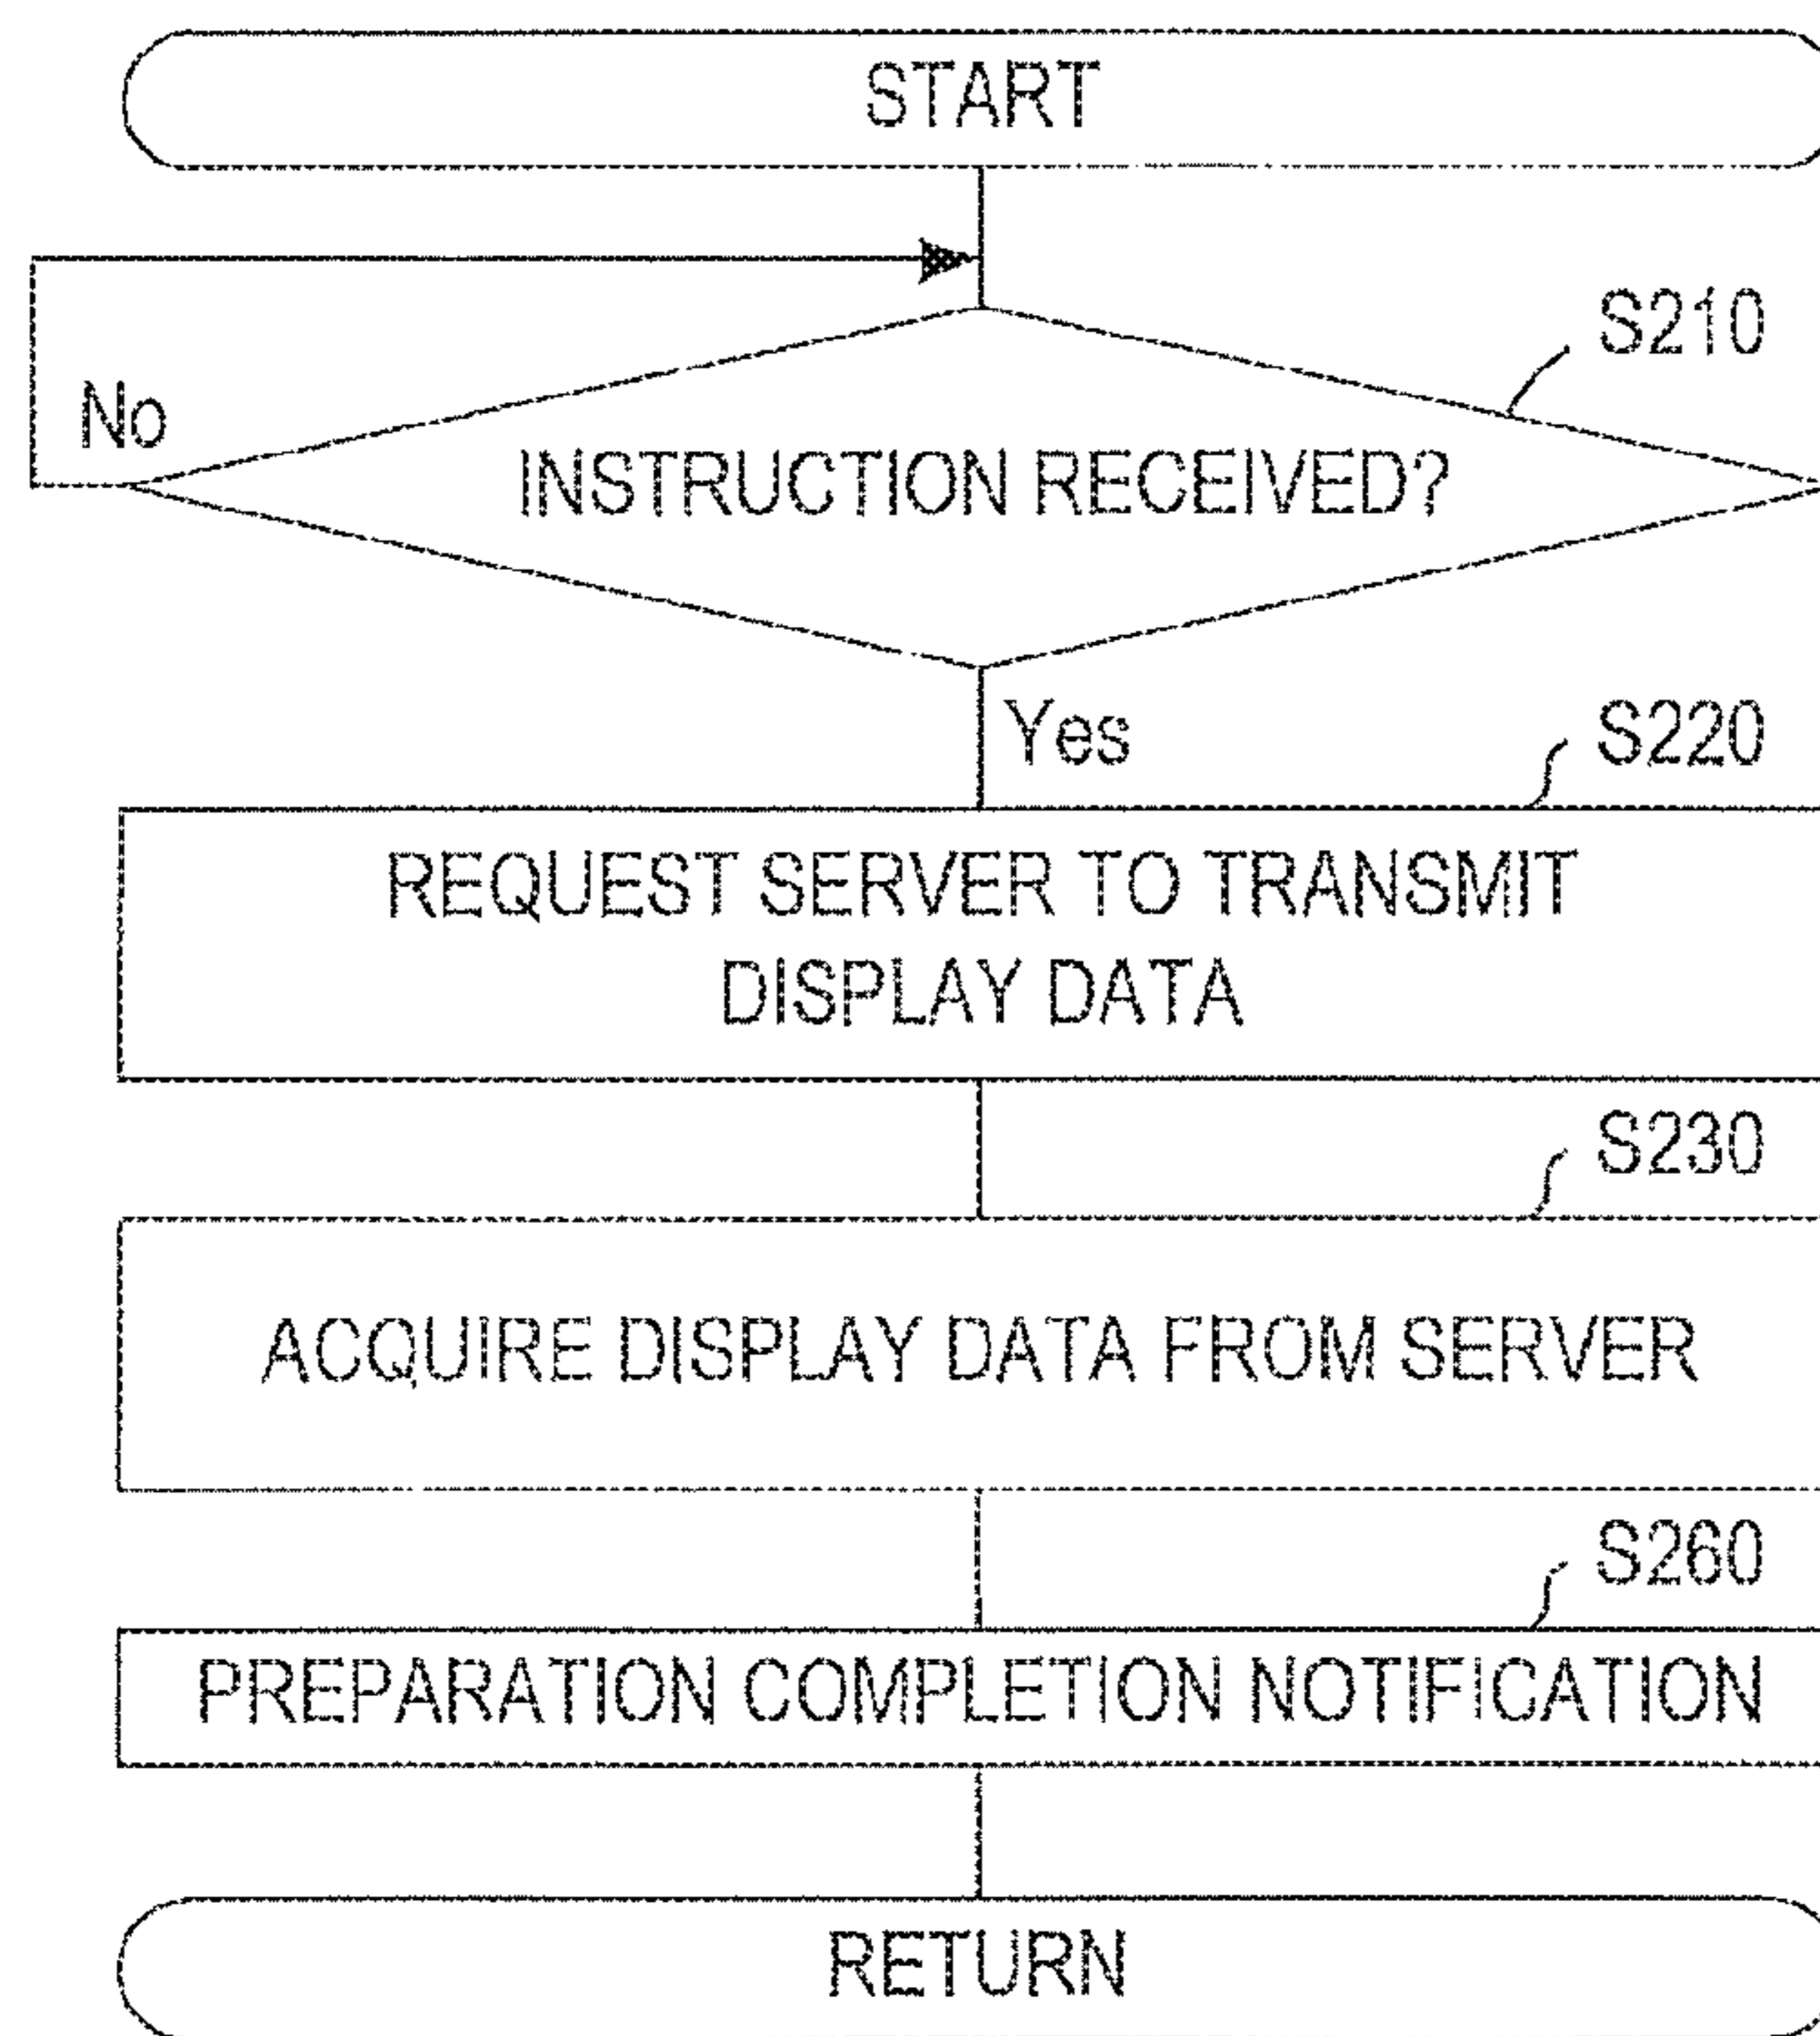 START
S210
No
INSTRUCTION RECEIVED?
Yes
S220
REQUEST SERVER TO TRANSMIT
DISPLAY DATA
S230
ACQUIRE DISPLAY DATA FROM SERVER
S260
PREPARATION COMPLETION NOTIFICATION
RETURN